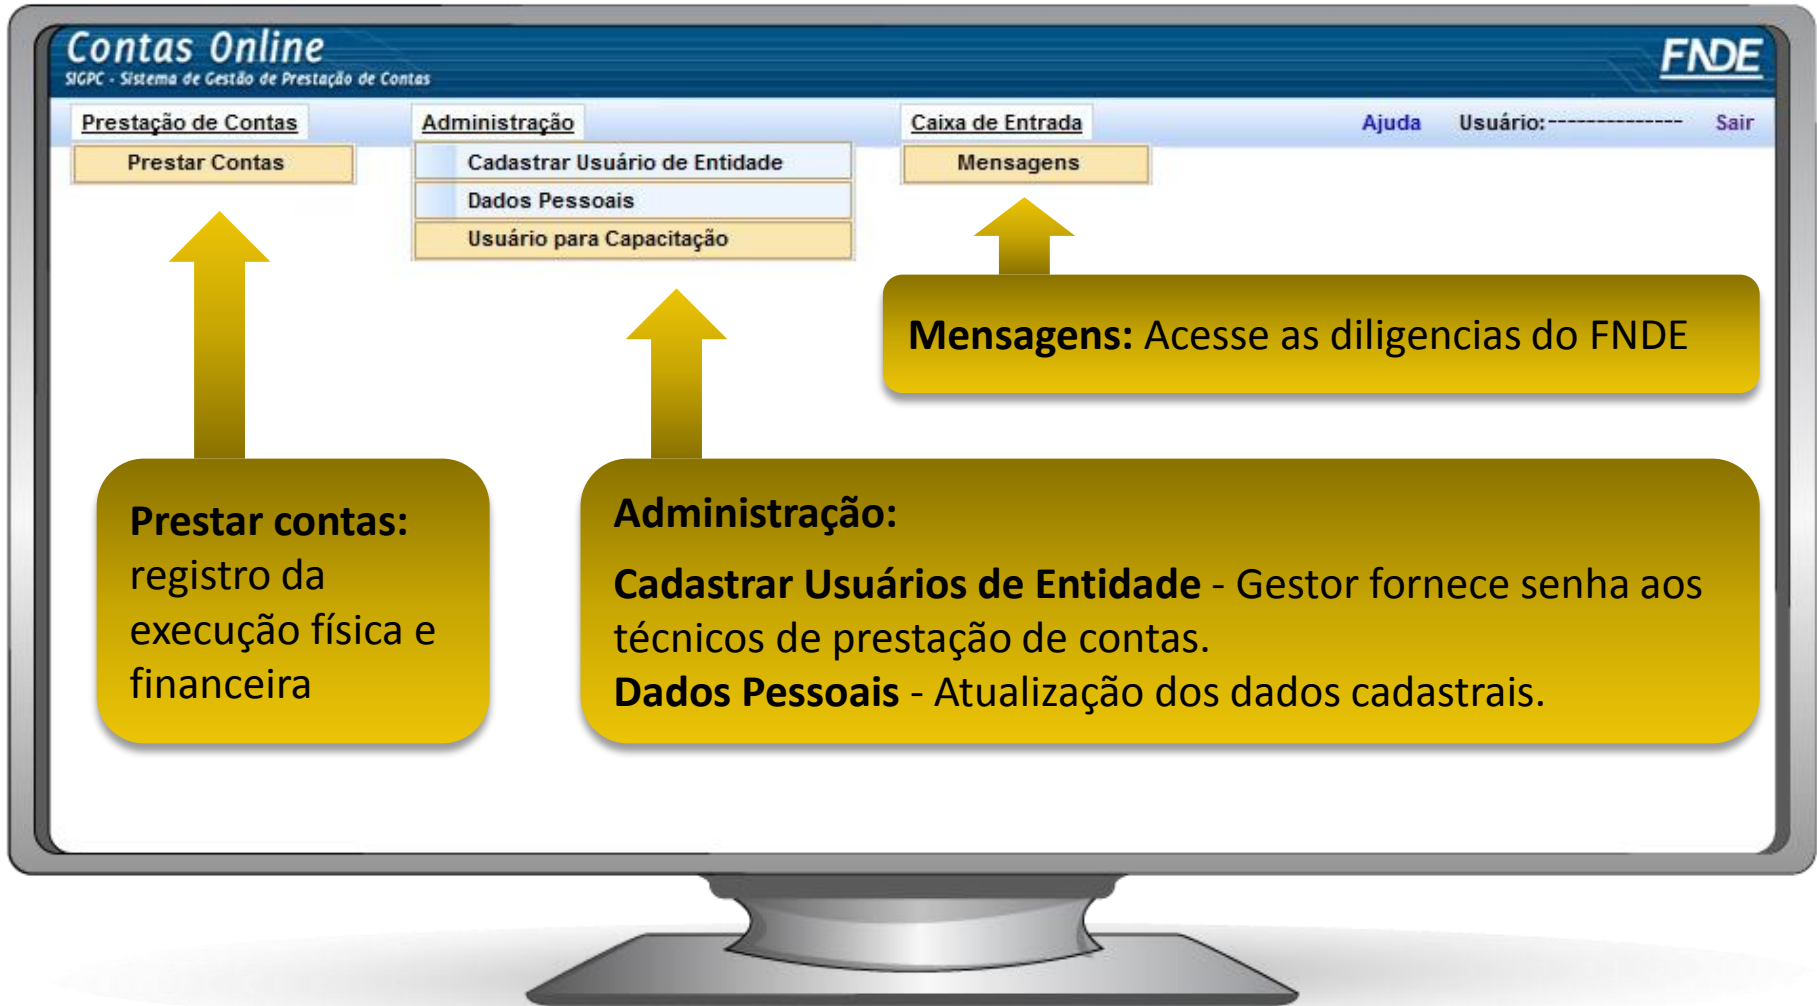 Contas Online
SIGPC - Sistema de Gestão de Prestação de Contas
FNDE
Prestação de Contas
Administração
Caixa de Entrada
Ajuda
Usuário:--------------
Sair
Prestar Contas
Cadastrar Usuário de Entidade
Dados Pessoais
Usuário para Capacitação
Mensagens
Mensagens: Acesse as diligencias do FNDE
Prestar contas:
registro da
execução física e
financeira
Administração:
Cadastrar Usuários de Entidade - Gestor fornece senha aos
técnicos de prestação de contas.
Dados Pessoais - Atualização dos dados cadastrais.